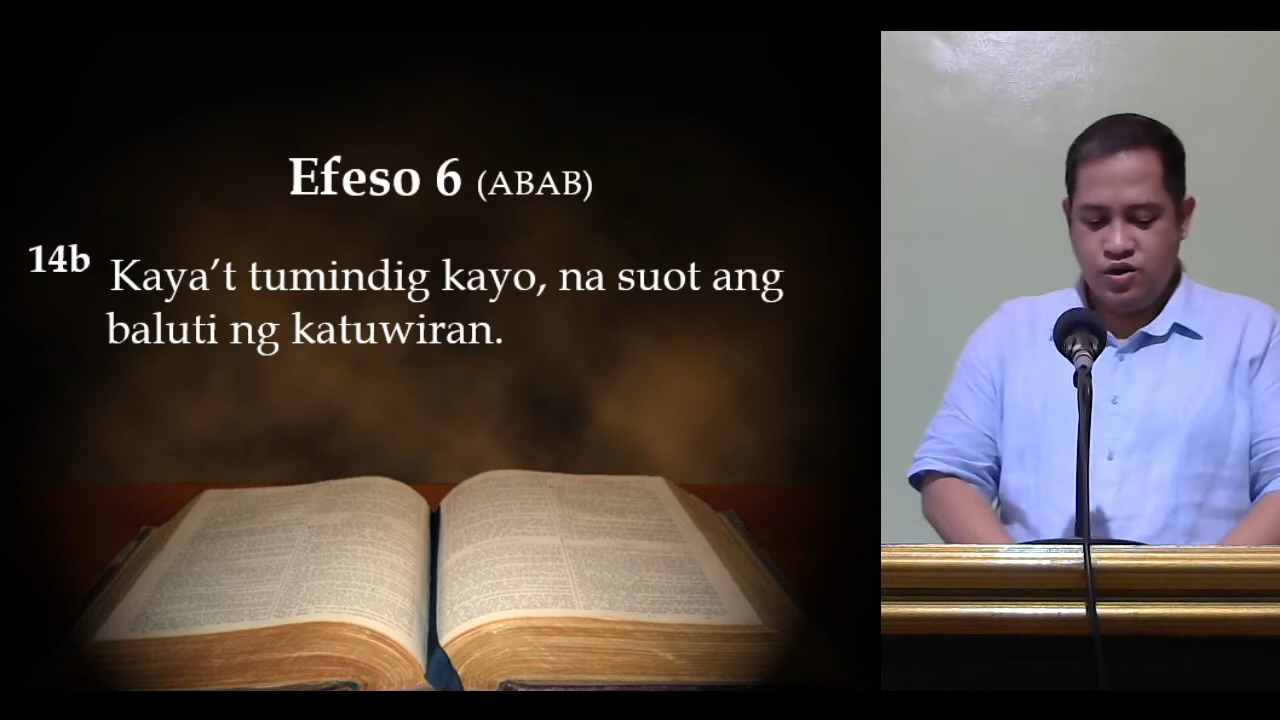 Efeso 6 (ABAB)
14b Kaya’t tumindig kayo, na suot ang
baluti ng katuwiran.